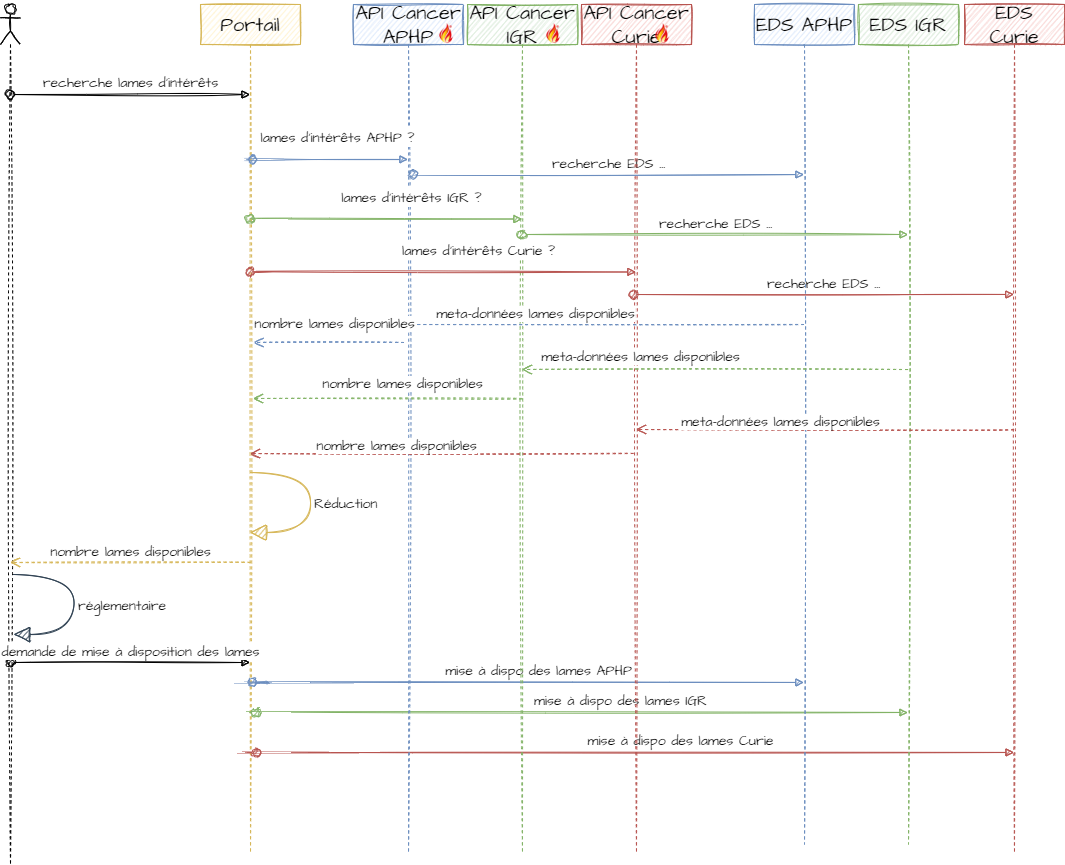 Portail
API Cancer
APHP
API Cancer
IGR
API Cancer
Curie
EDS APHP
EDS IGR
EDS
Curie
recherche lames d'intérêts
lames d'intérêts APHP ?
recherche EDS ...
lames d'intérêts IGR ?
recherche EDS ...
lames d'intérêts Curie ?
recherche EDS ...
meta-données lames disponibles
nombre lames disponibles
meta-données lames disponibles
nombre lames disponibles
meta-données lames disponibles
nombre lames disponibles
Réduction
nombre lames disponibles
réglementaire
demande de mise à disposition des lames
mise à dispo des lames APHP
mise à dispo des lames IGR
mise à dispo des lames Curie